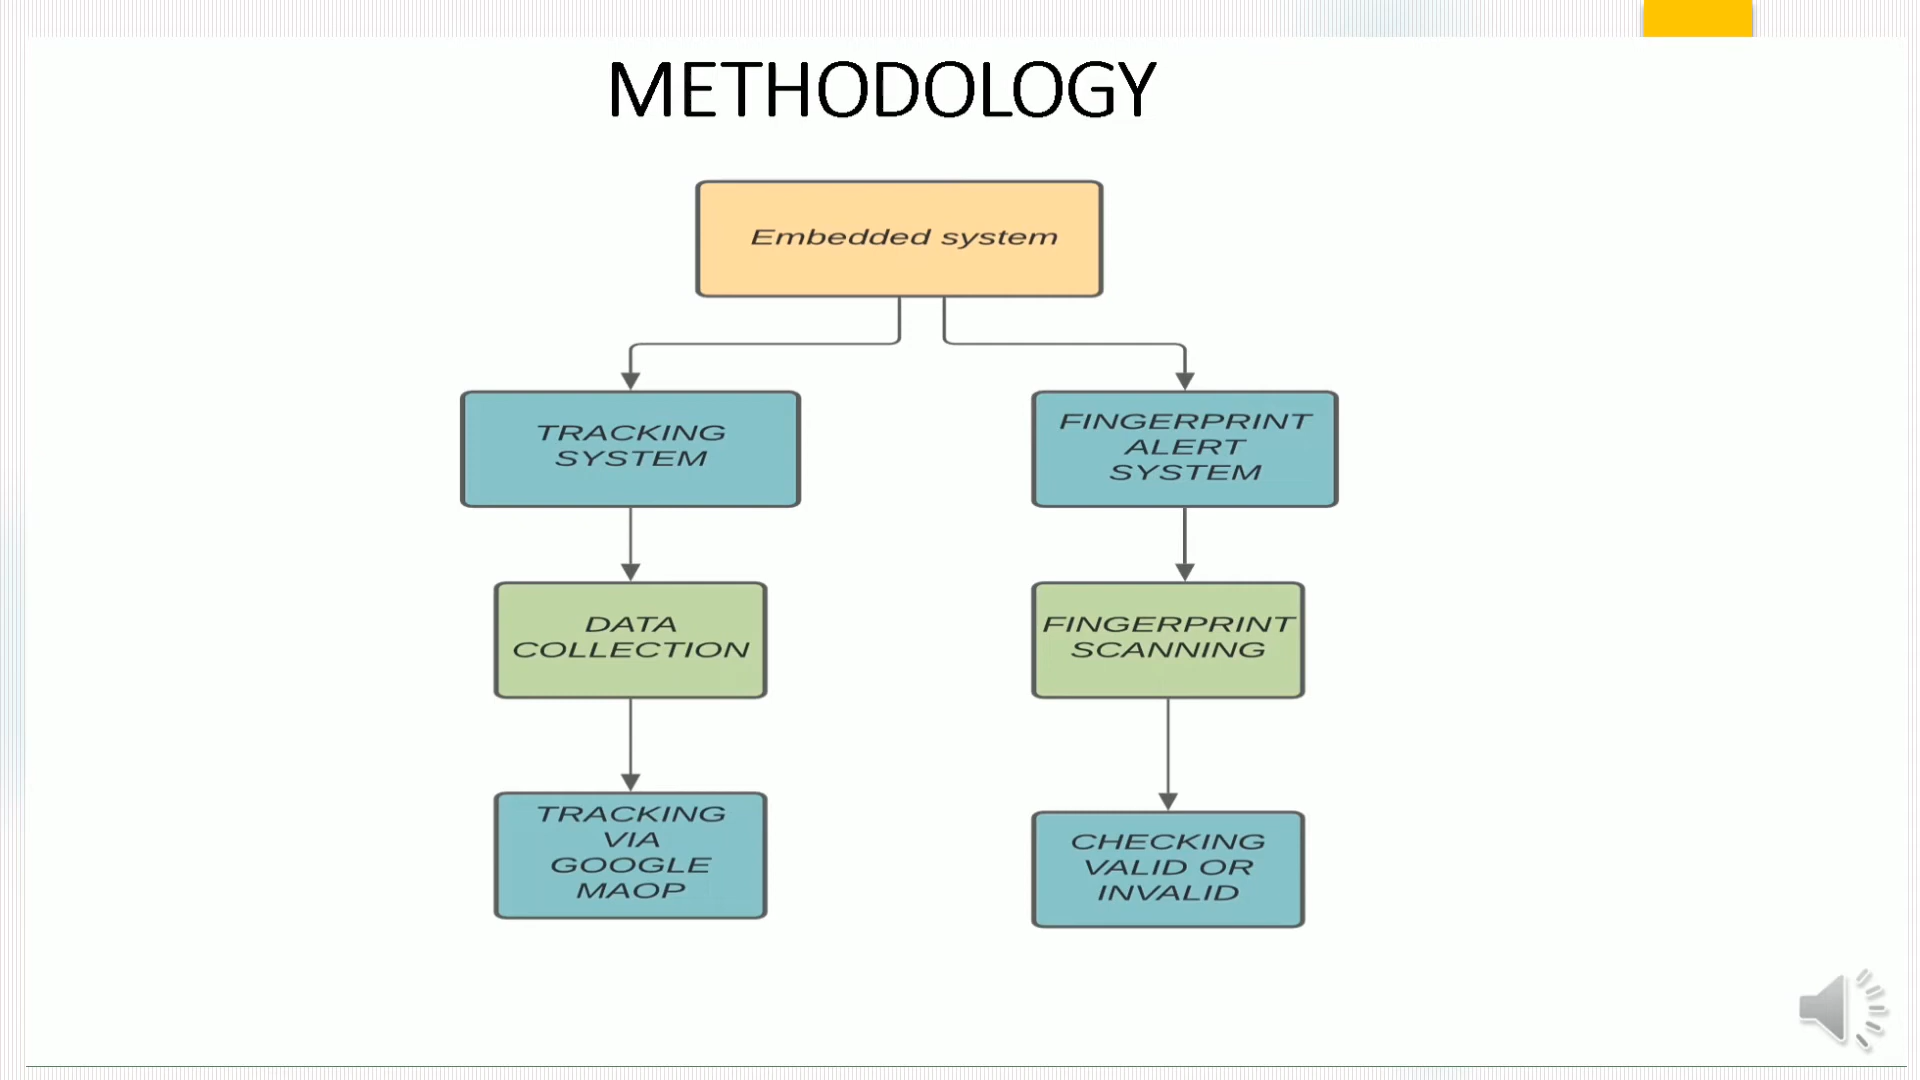 METHODOLOGY
Embedded system
TRACKING
SYSTEM
FINGERPRINT
ALERT
SYSTEM
DATA
COLLECTION
FINGERPRINT
SCANNING
TRACKING
VIA
GOOGLE
MAOP
CHECKING
VALID OR
INVALID